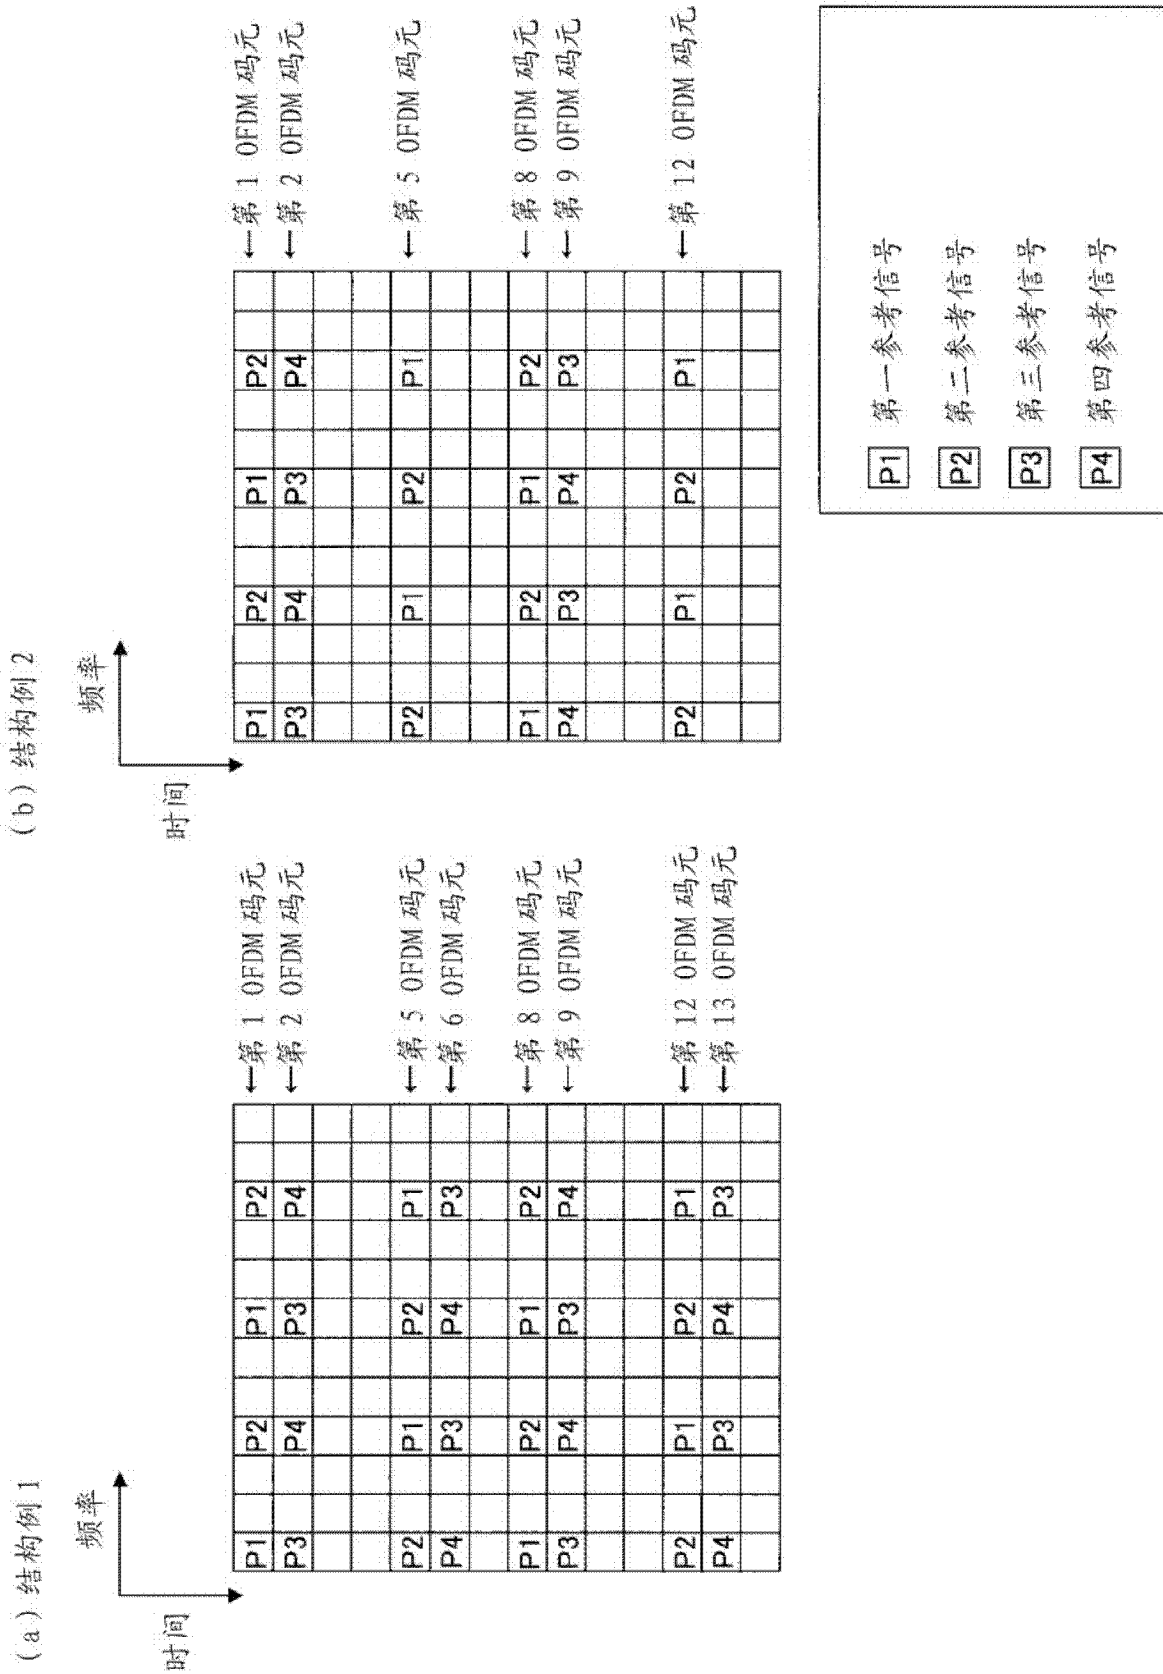 (a) 结构例 1
频率
时间
P1 P2 P1 P2 ←第 1 OFDM 码元
P3 P4 P3 P4 ←第 2 OFDM 码元
P2 P1 P2 P1 ←第 5 OFDM 码元
P4 P3 P4 P3 ←第 6 OFDM 码元
P1 P2 P1 P2 ←第 8 OFDM 码元
P3 P4 P3 P4 ←第 9 OFDM 码元
P2 P1 P2 P1 ←第 12 OFDM 码元
P4 P3 P4 P3 ←第 13 OFDM 码元
(b) 结构例 2
频率
时间
P1 P2 P1 P2 ←第 1 OFDM 码元
P3 P4 P3 P4 ←第 2 OFDM 码元
P2 P1 P2 P1 ←第 5 OFDM 码元
P1 P2 P1 P2 ←第 8 OFDM 码元
P4 P3 P4 P3 ←第 9 OFDM 码元
P2 P1 P2 P1 ←第 12 OFDM 码元
P1 第一参考信号
P2 第二参考信号
P3 第三参考信号
P4 第四参考信号